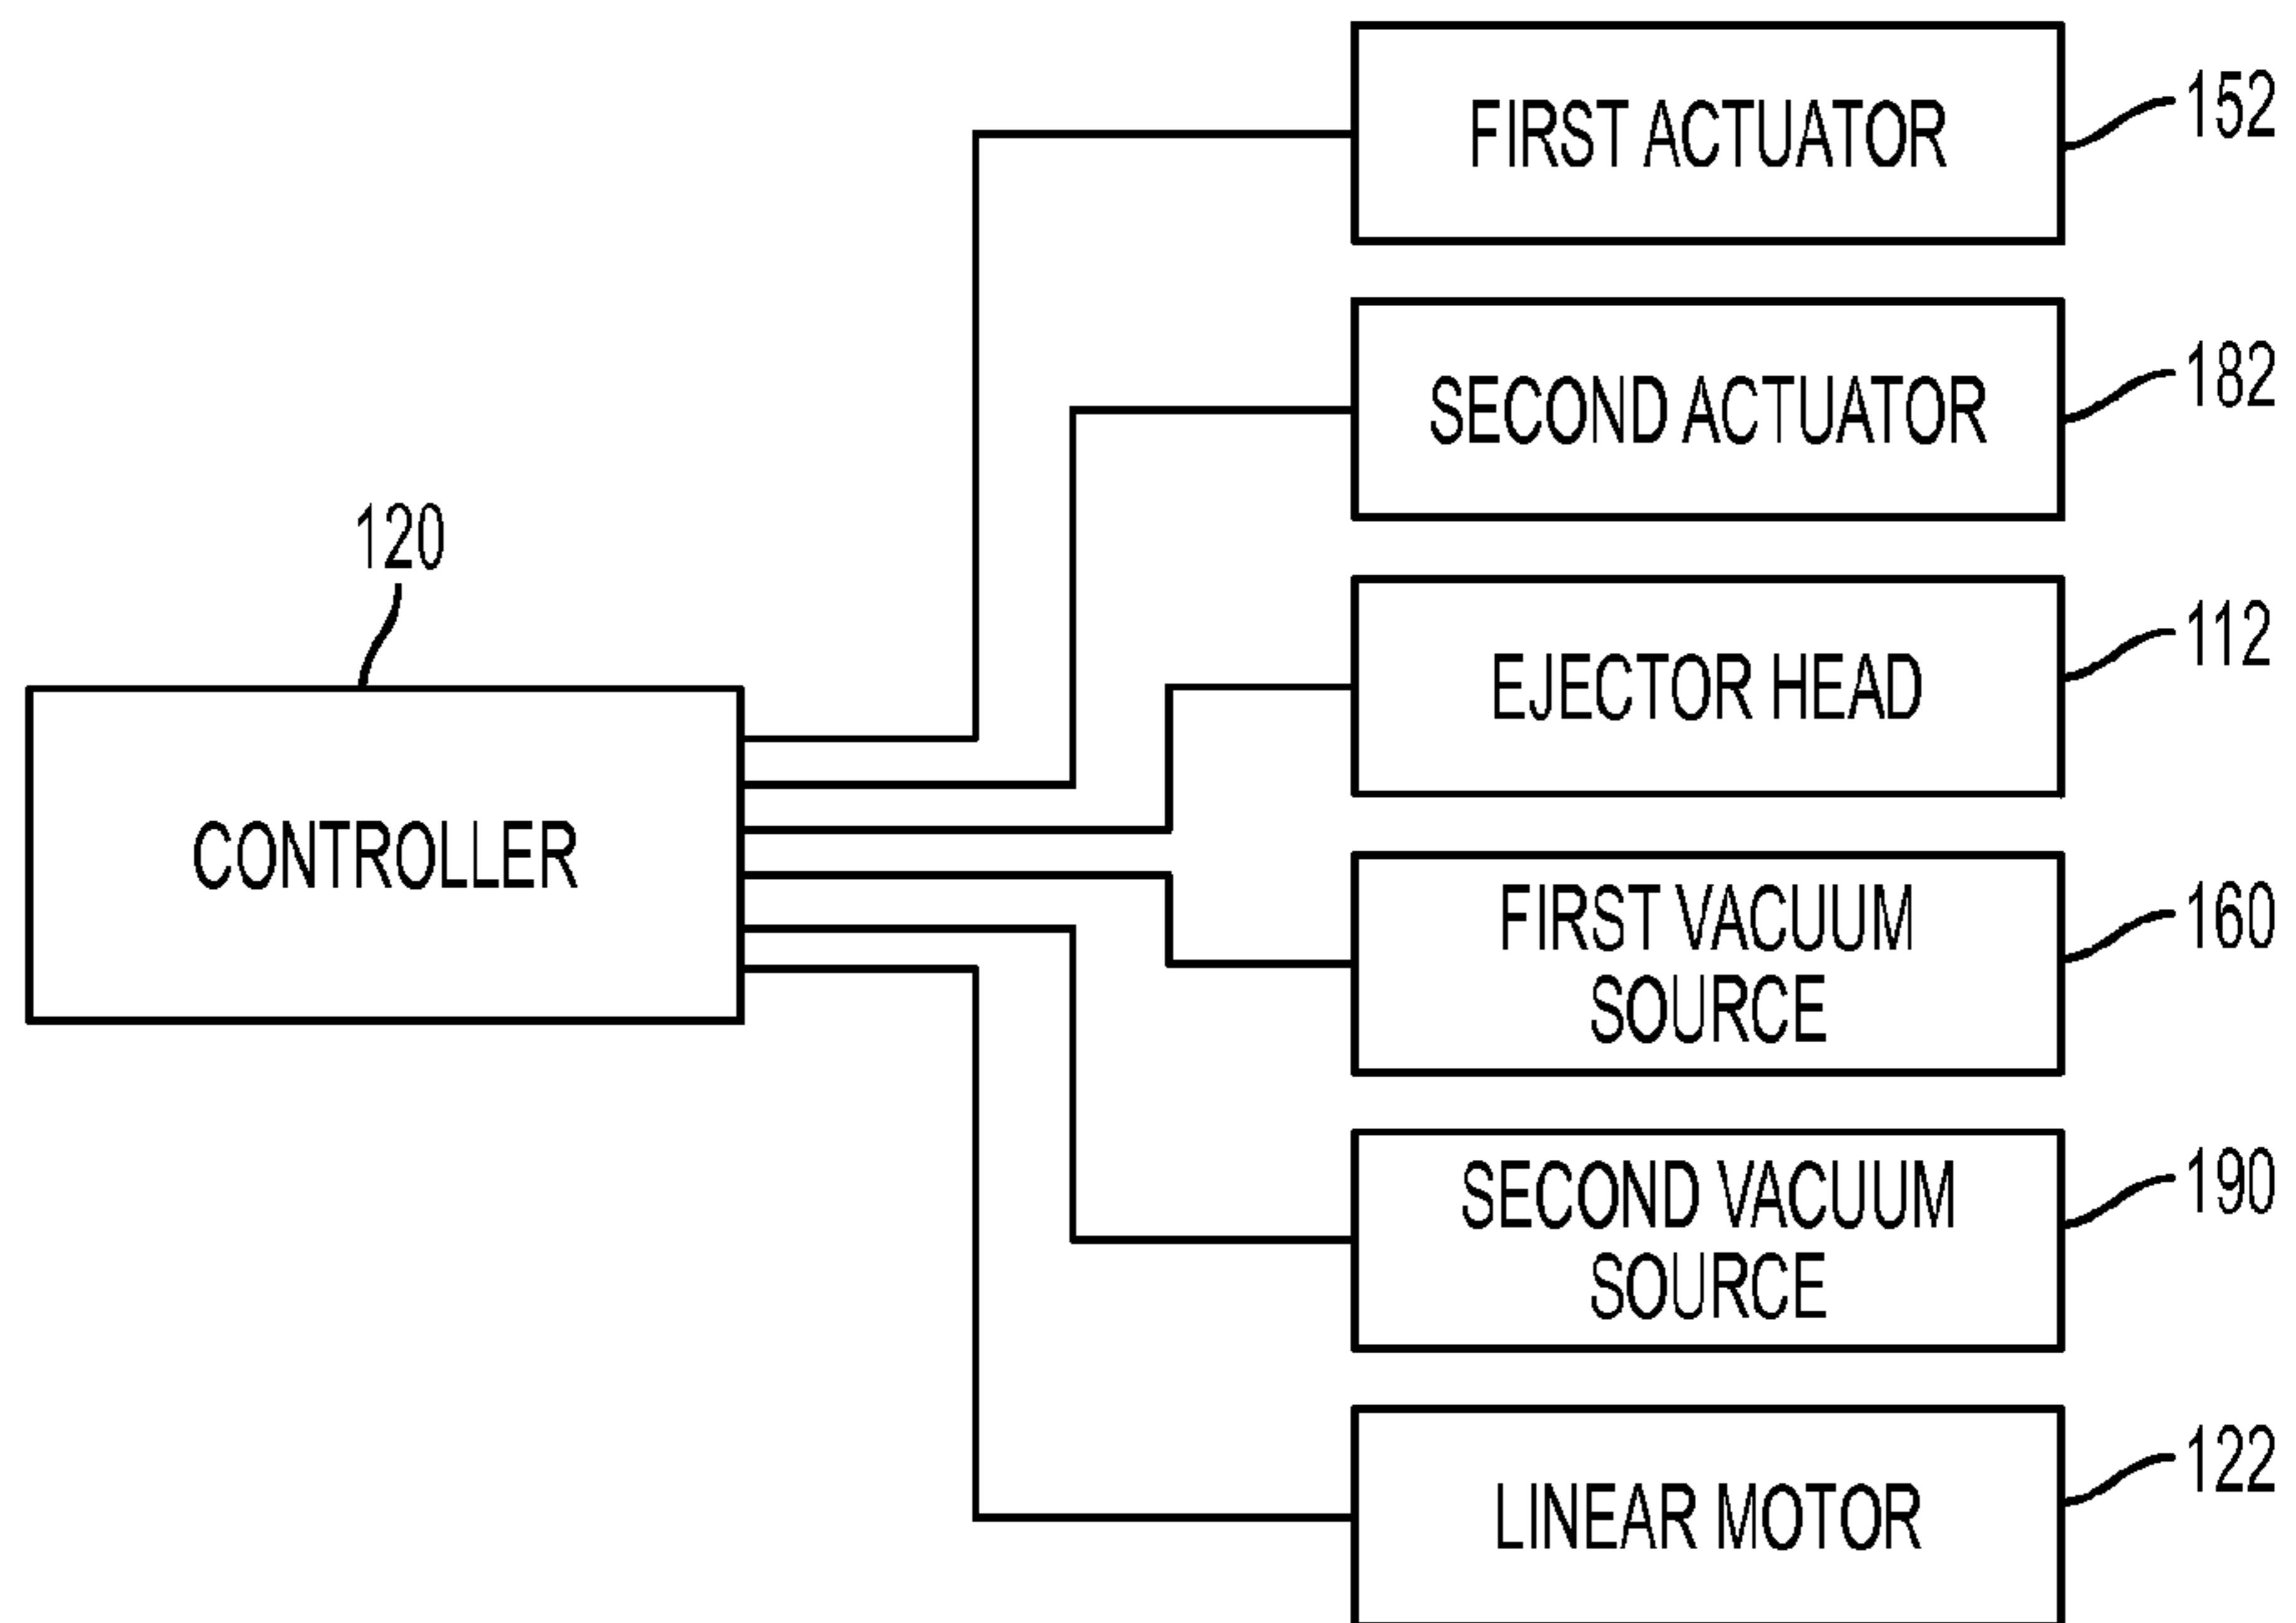 FIRST ACTUATOR
152
SECOND ACTUATOR
182
120
EJECTOR HEAD
112
CONTROLLER
FIRST VACUUM
SOURCE
160
SECOND VACUUM
SOURCE
190
LINEAR MOTOR
122